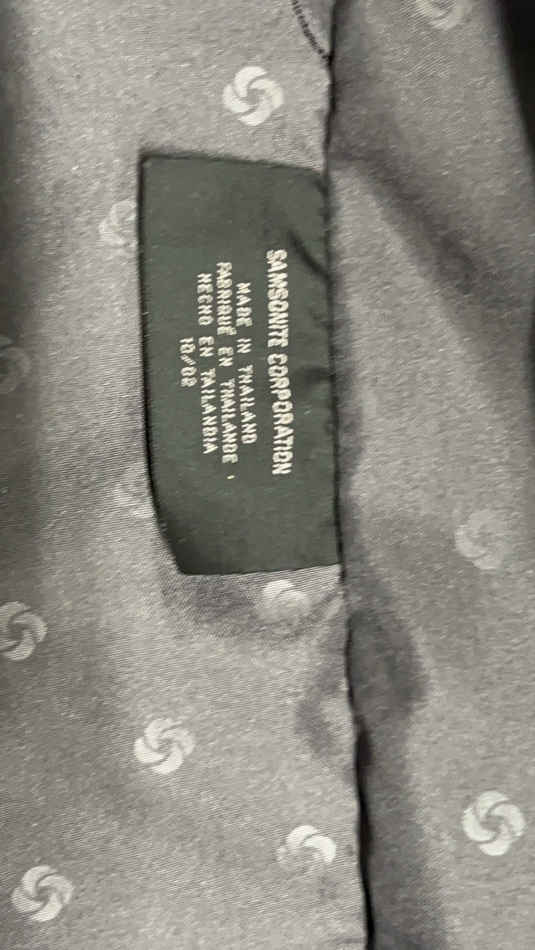 SAMSONITE CORPORATION
MADE IN THAILAND
FABRIQUÉ EN THAILANDE
HECHO EN TAILANDIA
10/02